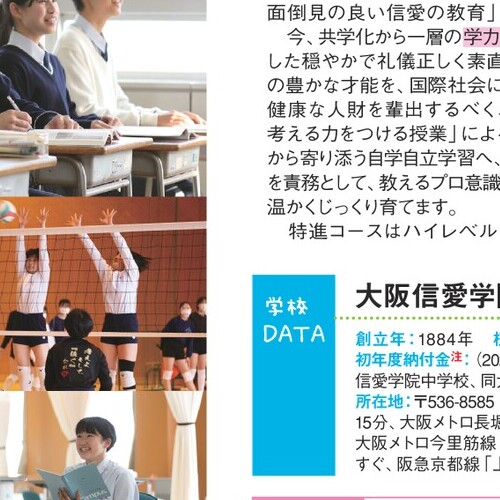 面倒見の良い信愛の教育」
今、共学化から一層の学力
した穏やかで礼儀正しく素直
の豊かな才能を、国際社会に
健康な人財を輩出するべく、
考える力をつける授業」によ
から寄り添う自学自立学習へ、
を責務として、教えるプロ意識
温かくじっくり育てます。
特進コースはハイレベル
学校
DATA
大阪信愛学院
創立年：1884年
初年度納付金注：（20
信愛学院中学校、同大
所在地：〒536-8585
15分、大阪メトロ長堀
大阪メトロ今里筋線
すぐ、阪急京都線「上
Campus